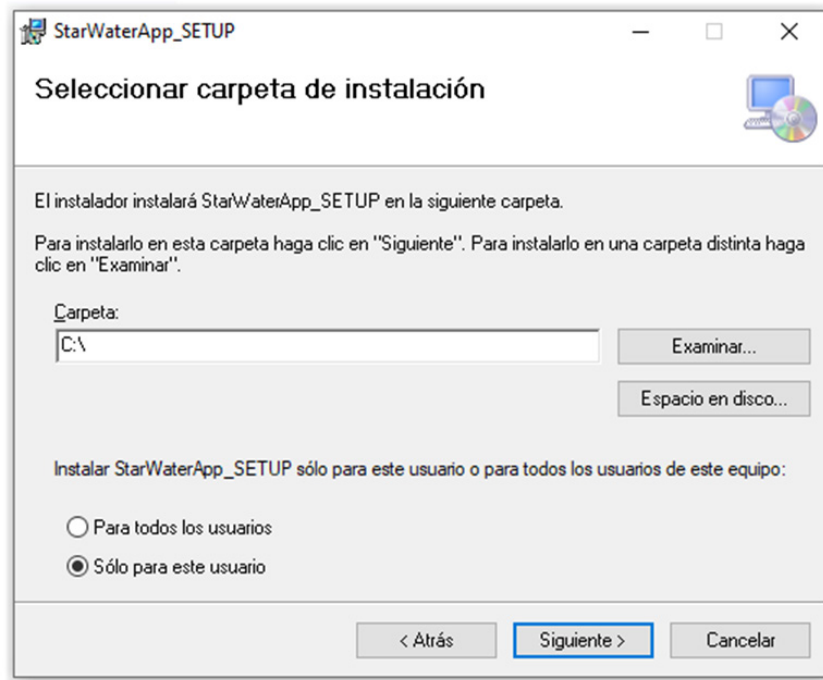 StarWaterApp_SETUP
Seleccionar carpeta de instalación
El instalador instalará StarWaterApp_SETUP en la siguiente carpeta.
Para instalarlo en esta carpeta haga clic en "Siguiente". Para instalarlo en una carpeta distinta haga
clic en "Examinar".
Carpeta:
C:\
Examinar...
Espacio en disco...
Instalar StarWaterApp_SETUP sólo para este usuario o para todos los usuarios de este equipo:
Para todos los usuarios
Sólo para este usuario
< Atrás
Siguiente >
Cancelar